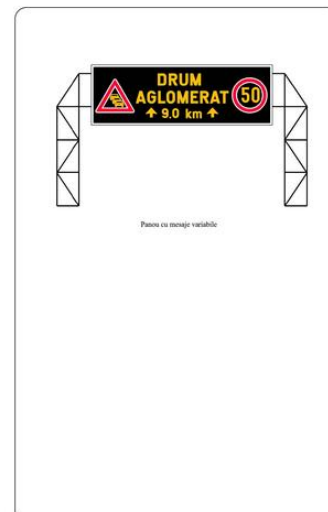 DRUM
AGLOMERAT
50
↑ 9.0 km ↑
Panou cu mesaje variabile